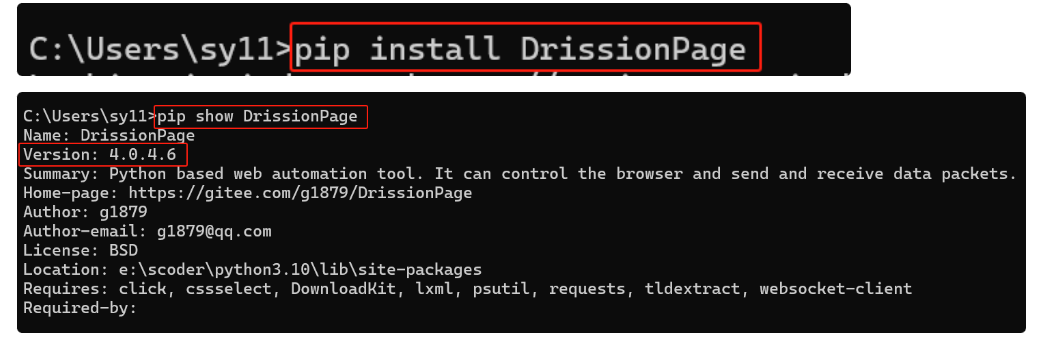 C:\Users\sy11>pip install DrissionPage
C:\Users\sy11>pip show DrissionPage
Name: DrissionPage
Version: 4.0.4.6
Summary: Python based web automation tool. It can control the browser and send and receive data packets.
Home-page: https://gitee.com/g1879/DrissionPage
Author: g1879
Author-email: g1879@qq.com
License: BSD
Location: e:\scoder\python3.10\lib\site-packages
Requires: click, cssselect, DownloadKit, lxml, psutil, requests, tldextract, websocket-client
Required-by: